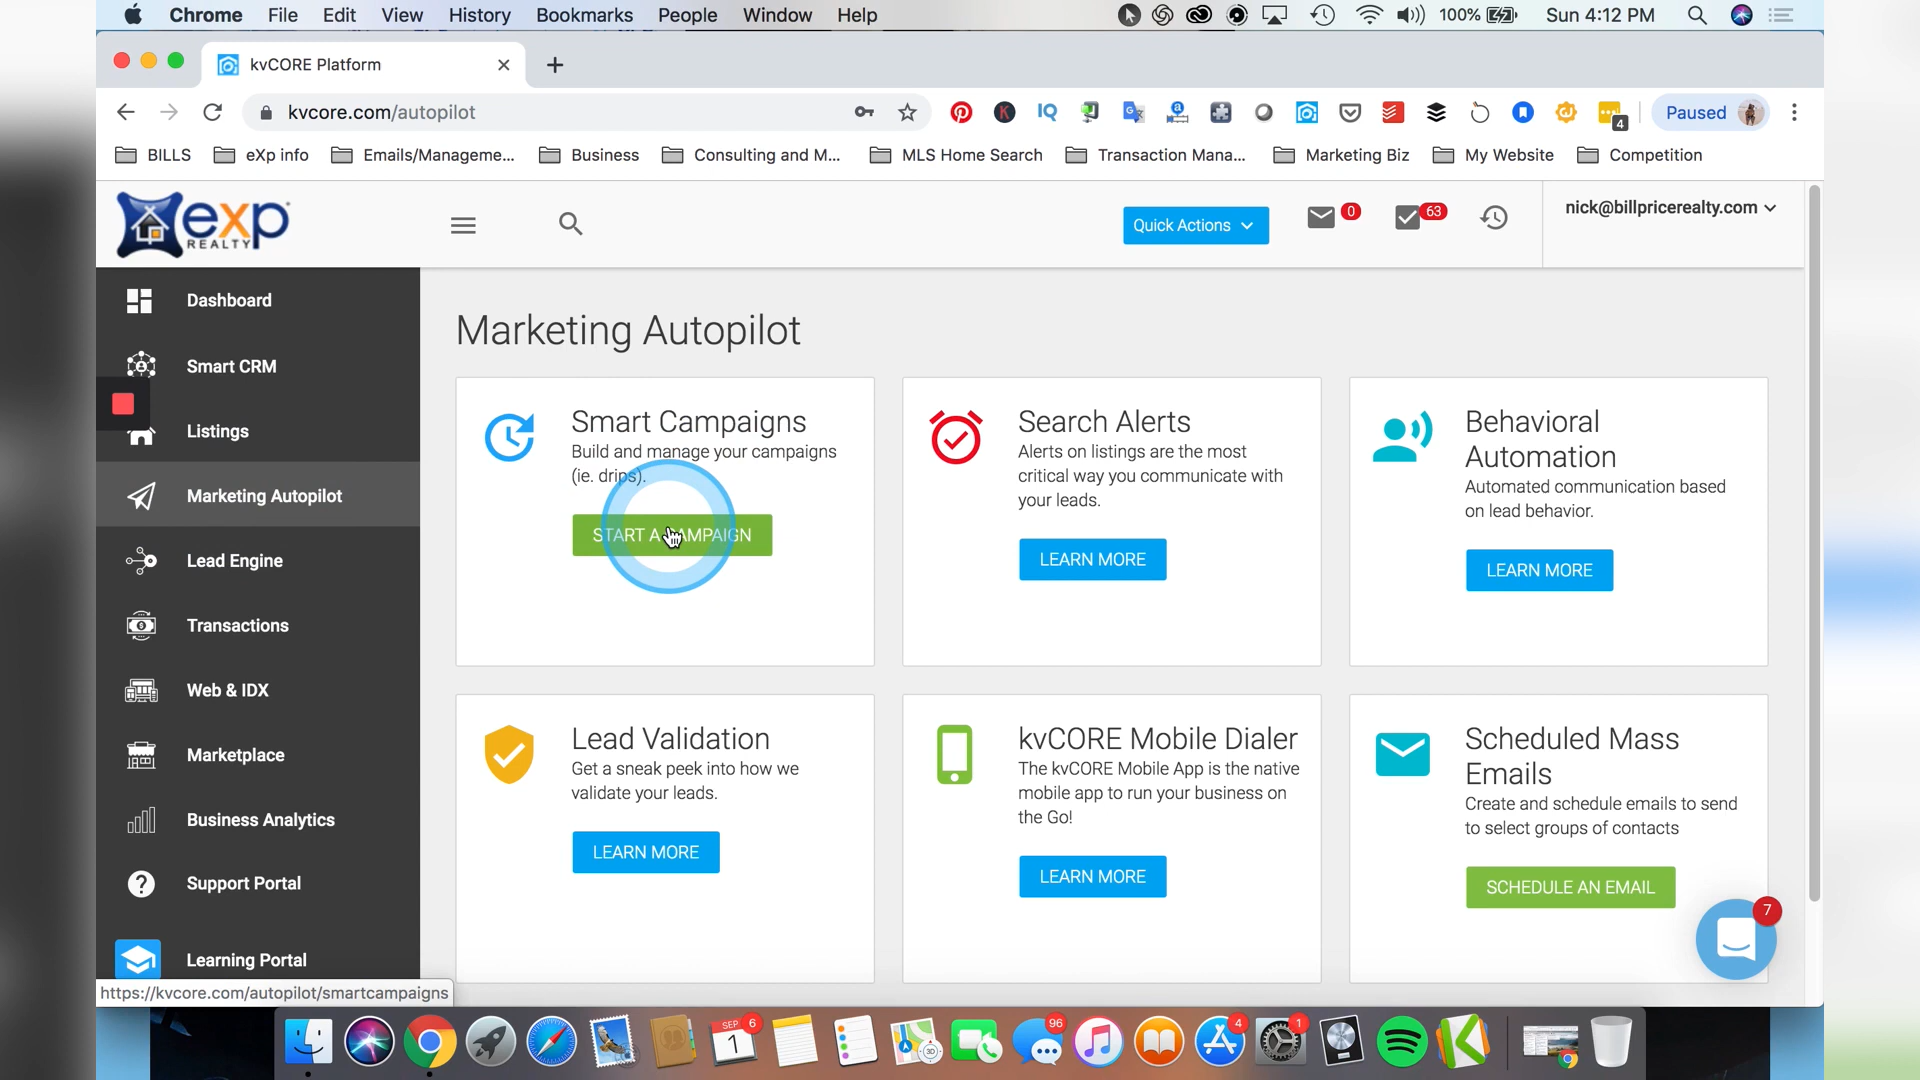 Chrome File Edit View History Bookmarks People Window Help 100% Sun 4:12 PM
kvCORE Platform
kvcore.com/autopilot
4 Paused
BILLS eXp info Emails/Manageme... Business Consulting and M... MLS Home Search Transaction Mana... Marketing Biz My Website Competition
exp REALTY
Quick Actions 0 63 nick@billpricerealty.com
Dashboard
Smart CRM
Listings
Marketing Autopilot
Lead Engine
Transactions
Web & IDX
Marketplace
Business Analytics
Support Portal
Learning Portal
https://kvcore.com/autopilot/smartcampaigns
Marketing Autopilot
Smart Campaigns
Build and manage your campaigns
(ie. drips).
START A CAMPAIGN
Search Alerts
Alerts on listings are the most
critical way you communicate with
your leads.
LEARN MORE
Behavioral
Automation
Automated communication based
on lead behavior.
LEARN MORE
Lead Validation
Get a sneak peek into how we
validate your leads.
LEARN MORE
kvCORE Mobile Dialer
The kvCORE Mobile App is the native
mobile app to run your business on
the Go!
LEARN MORE
Scheduled Mass
Emails
Create and schedule emails to send
to select groups of contacts
SCHEDULE AN EMAIL
7
SEP 1 6 3D 96 4 1